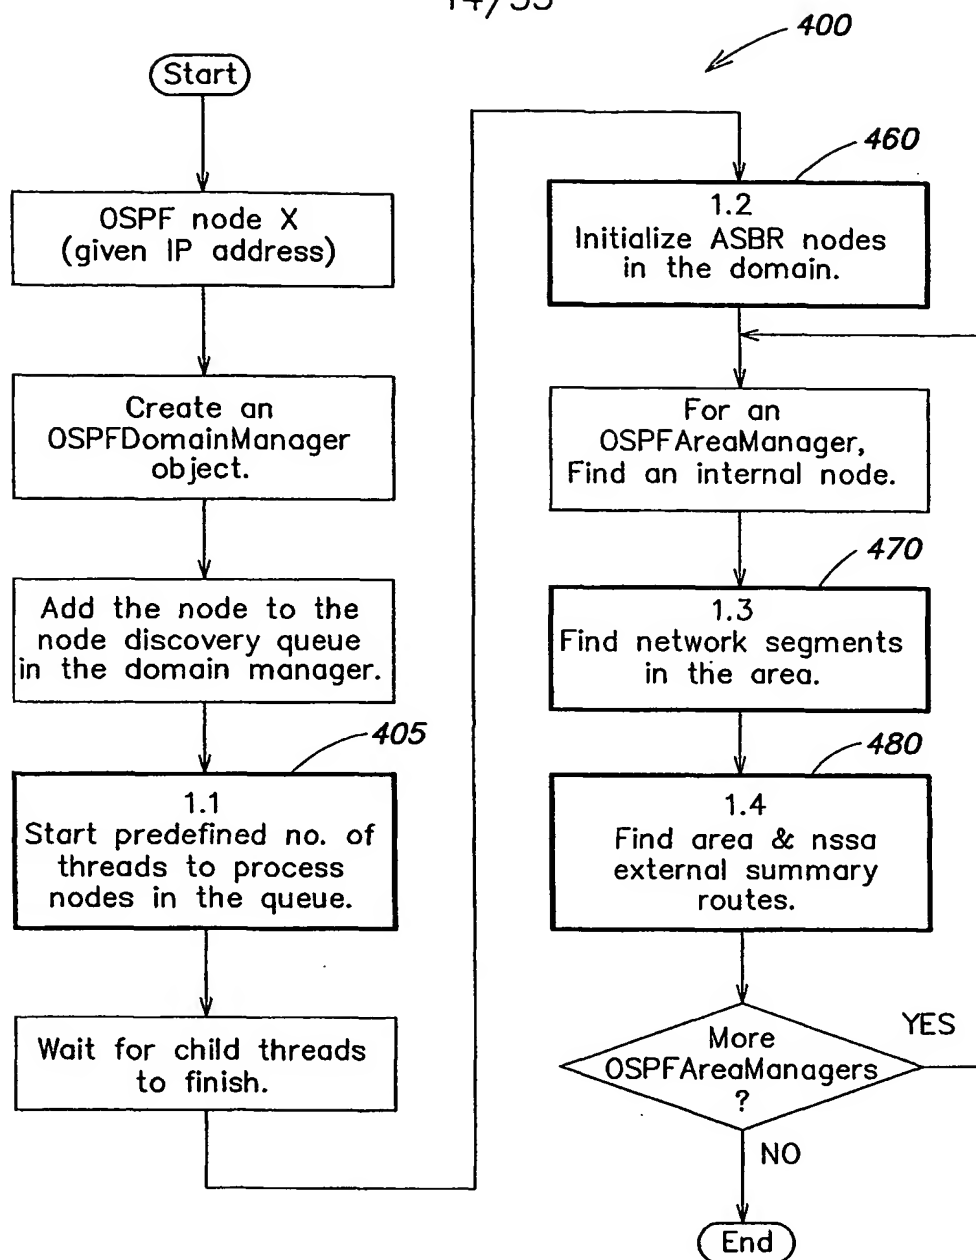 14/53
400
Start
OSPF node X
(given IP address)
Create an
OSPFDomainManager
object.
Add the node to the
node discovery queue
in the domain manager.
405
1.1
Start predefined no. of
threads to process
nodes in the queue.
Wait for child threads
to finish.
460
1.2
Initialize ASBR nodes
in the domain.
For an
OSPFAreaManager,
Find an internal node.
470
1.3
Find network segments
in the area.
480
1.4
Find area & nssa
external summary
routes.
More
OSPFAreaManagers
?
YES
NO
End